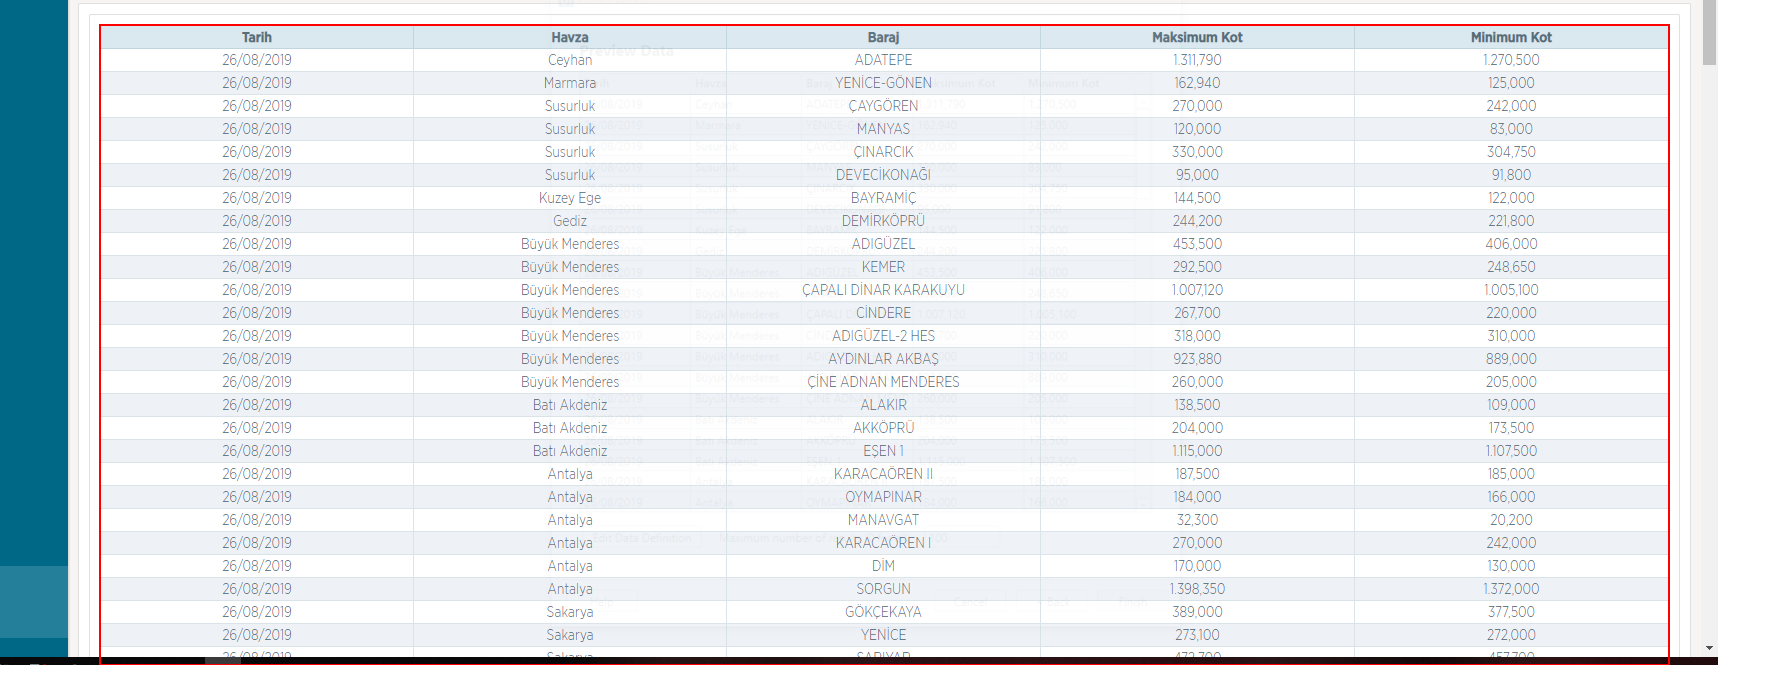 Preview Data
Tarih Havza Baraj Maksimum Kot Minimum Kot
26/08/2019 Ceyhan ADATEPE 1.311,790 1.270,500
26/08/2019 Marmara YENİCE-GÖNEN 162,940 125,000
26/08/2019 Susurluk ÇAYGÖREN 270,000 242,000
26/08/2019 Susurluk MANYAS 120,000 83,000
26/08/2019 Susurluk ÇINARCIK 330,000 304,750
26/08/2019 Susurluk DEVECİKONAĞI 95,000 91,800
26/08/2019 Kuzey Ege BAYRAMİÇ 144,500 122,000
26/08/2019 Gediz DEMİRKÖPRÜ 244,200 221,800
26/08/2019 Büyük Menderes ADIGÜZEL 453,500 406,000
26/08/2019 Büyük Menderes KEMER 292,500 248,650
26/08/2019 Büyük Menderes ÇAPALI DİNAR KARAKUYU 1.007,120 1.005,100
26/08/2019 Büyük Menderes CİNDERE 267,700 220,000
26/08/2019 Büyük Menderes ADIGÜZEL-2 HES 318,000 310,000
26/08/2019 Büyük Menderes AYDINLAR AKBAŞ 923,880 889,000
26/08/2019 Büyük Menderes ÇİNE ADNAN MENDERES 260,000 205,000
26/08/2019 Batı Akdeniz ALAKIR 138,500 109,000
26/08/2019 Batı Akdeniz AKKÖPRÜ 204,000 173,500
26/08/2019 Batı Akdeniz EŞEN 1 1.115,000 1.107,500
26/08/2019 Antalya KARACAÖREN II 187,500 185,000
26/08/2019 Antalya OYMAPINAR 184,000 166,000
26/08/2019 Antalya MANAVGAT 32,300 20,200
26/08/2019 Antalya KARACAÖREN I 270,000 242,000
26/08/2019 Antalya DİM 170,000 130,000
26/08/2019 Antalya SORGUN 1.398,350 1.372,000
26/08/2019 Sakarya GÖKÇEKAYA 389,000 377,500
26/08/2019 Sakarya YENİCE 273,100 272,000
26/08/2019 Sakarya SARIYAR 472,700 457,700